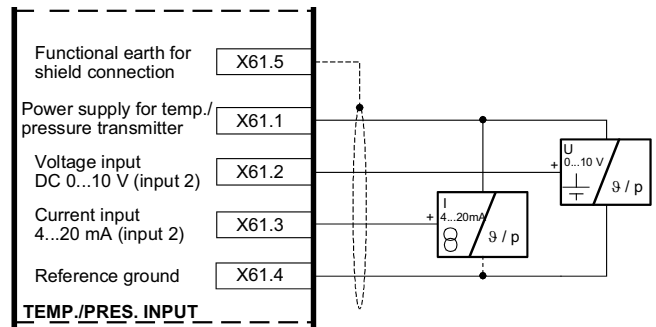 Functional earth for
shield connection
X61.5
Power supply for temp./
pressure transmitter
X61.1
Voltage input
DC 0...10 V (input 2)
X61.2
Current input
4...20 mA (input 2)
X61.3
Reference ground
X61.4
TEMP./PRES. INPUT
U
0...10 V
+
ϑ / p
I
4...20mA
+
ϑ / p